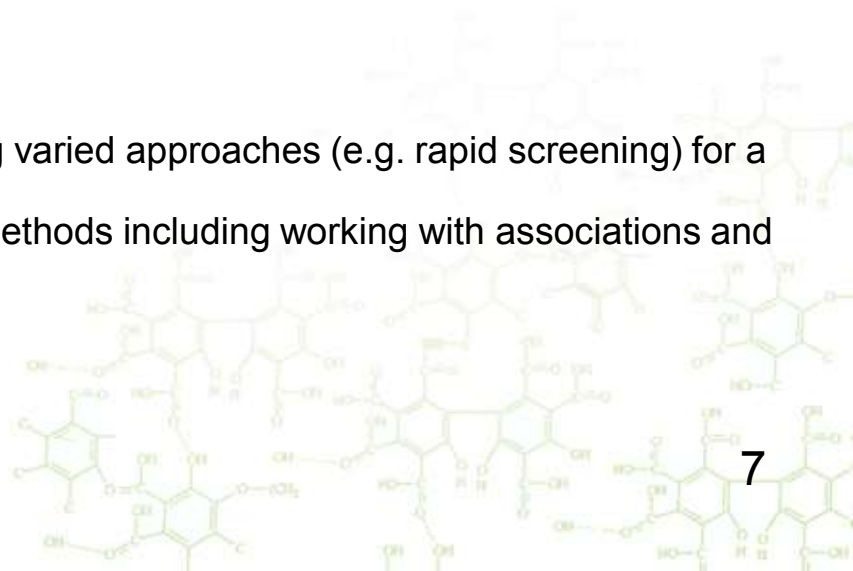 g varied approaches (e.g. rapid screening) for a
ethods including working with associations and
7